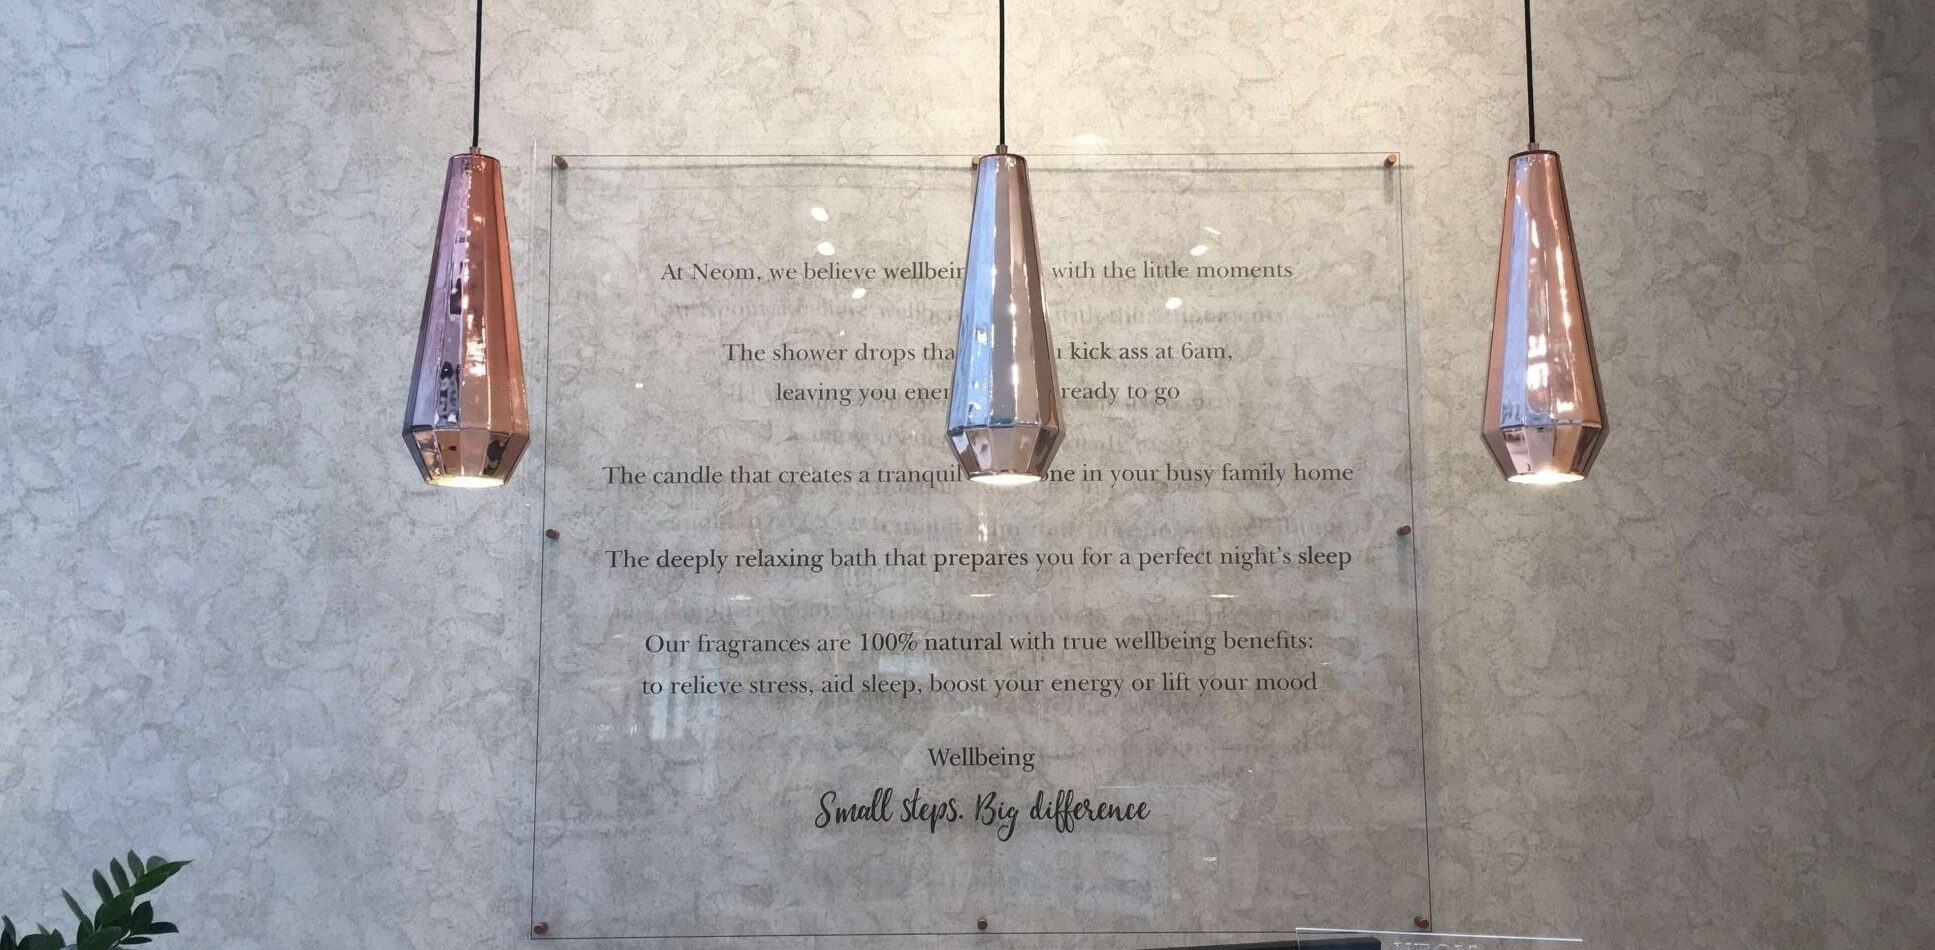 At Neom, we believe with the little moments
The shower drops kick ass at 6am,
leaving you ready to go
The candle that creates a in your busy family home
The deeply relaxing bath that prepares you for a perfect night's sleep
Our fragrances are 100% natural with true wellbeing benefits:
to relieve stress, aid sleep, boost your energy or lift your mood
Wellbeing
Small steps. Big difference